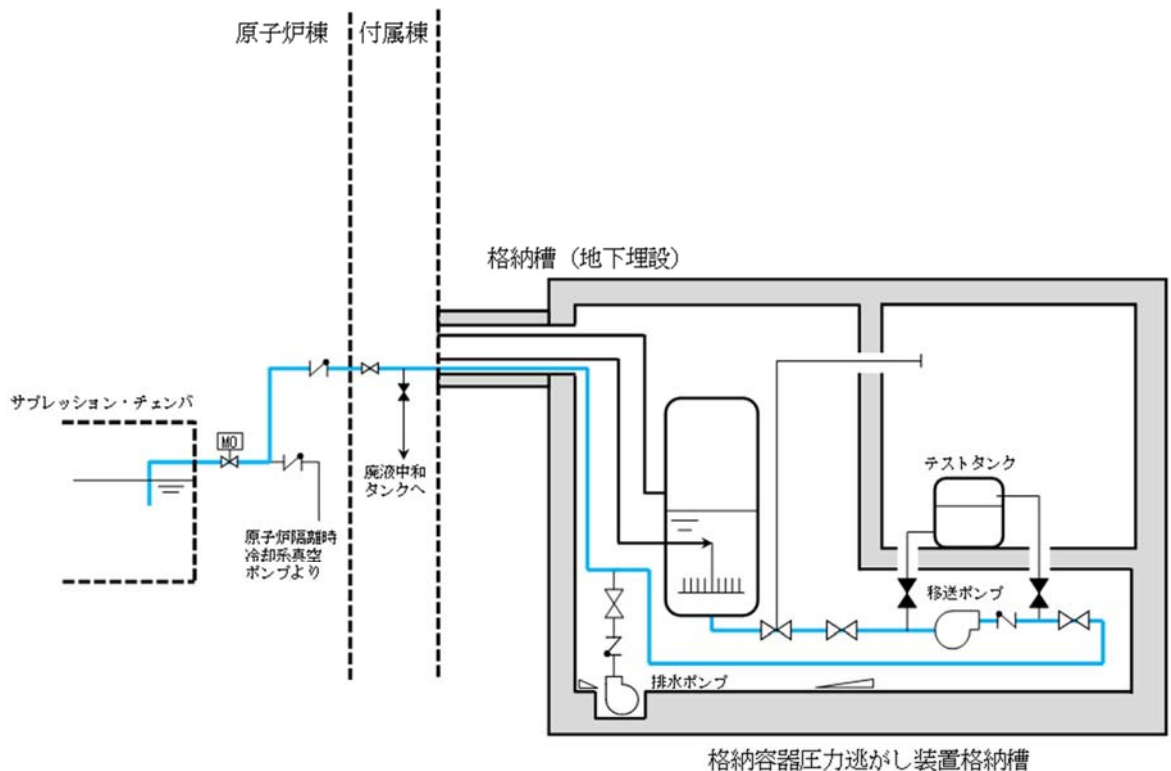 原子炉棟
付属棟
格納槽（地下埋設）
サプレッション・チェンバ
MO
廃液中和
タンクへ
原子炉隔離時
冷却系真空
ポンプより
テストタンク
移送ポンプ
排水ポンプ
格納容器圧力逃がし装置格納槽